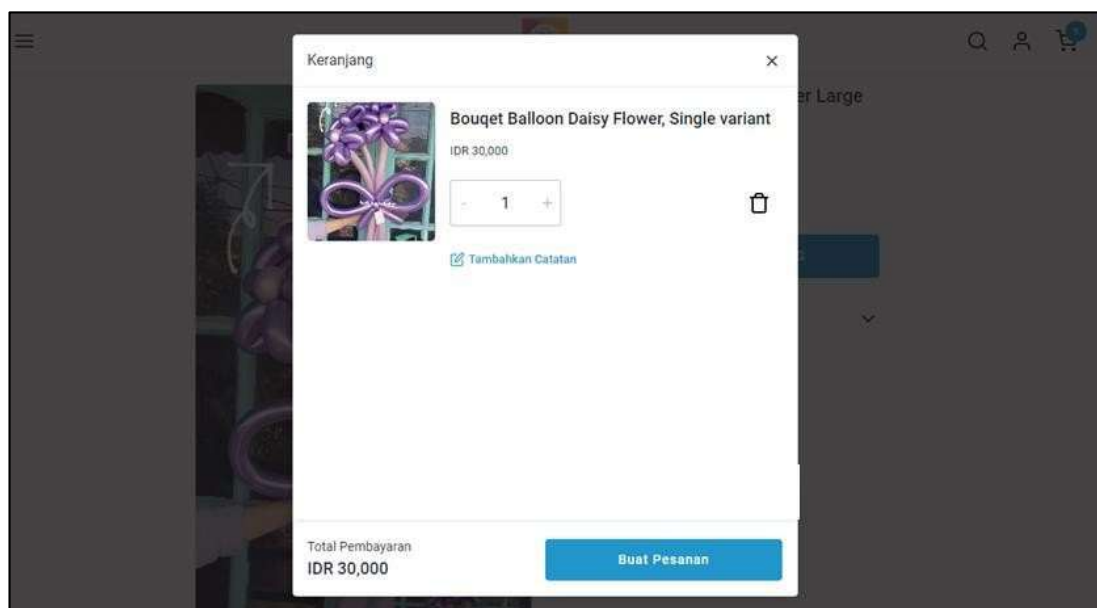 Keranjang
er Large
Bouqet Balloon Daisy Flower, Single variant
IDR 30,000
- 1 +
Tambahkan Catatan
Total Pembayaran
IDR 30,000
Buat Pesanan